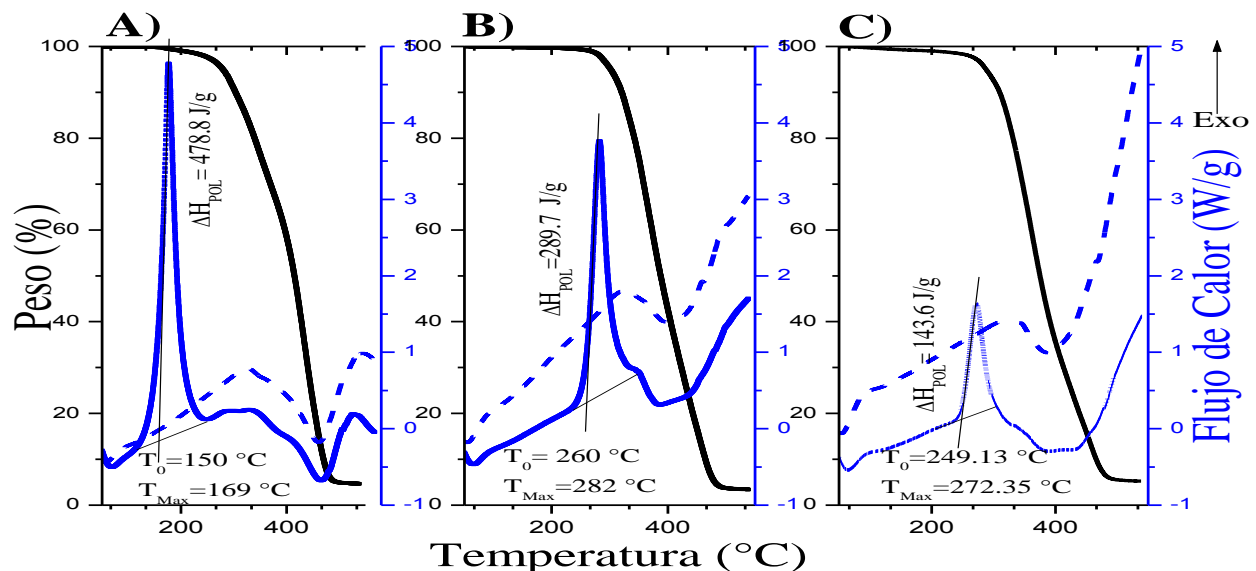 A)
B)
C)
Peso (%)
100
80
60
40
20
0
ΔH_POL = 478.8 J/g
T_0=150 °C
T_Max=169 °C
200
400
5
4
3
2
1
0
-1
ΔH_POL =289.7 J/g
T_0= 260 °C
T_Max= 282 °C
200
400
100
80
60
40
20
0
5
4
3
2
1
0
-1
ΔH_POL = 143.6 J/g
T_0=249.13°C
T_Max=272.35°C
200
400
100
80
60
40
20
0
5
4
3
2
1
0
-1
Exo
Flujo de Calor (W/g)
Temperatura (°C)